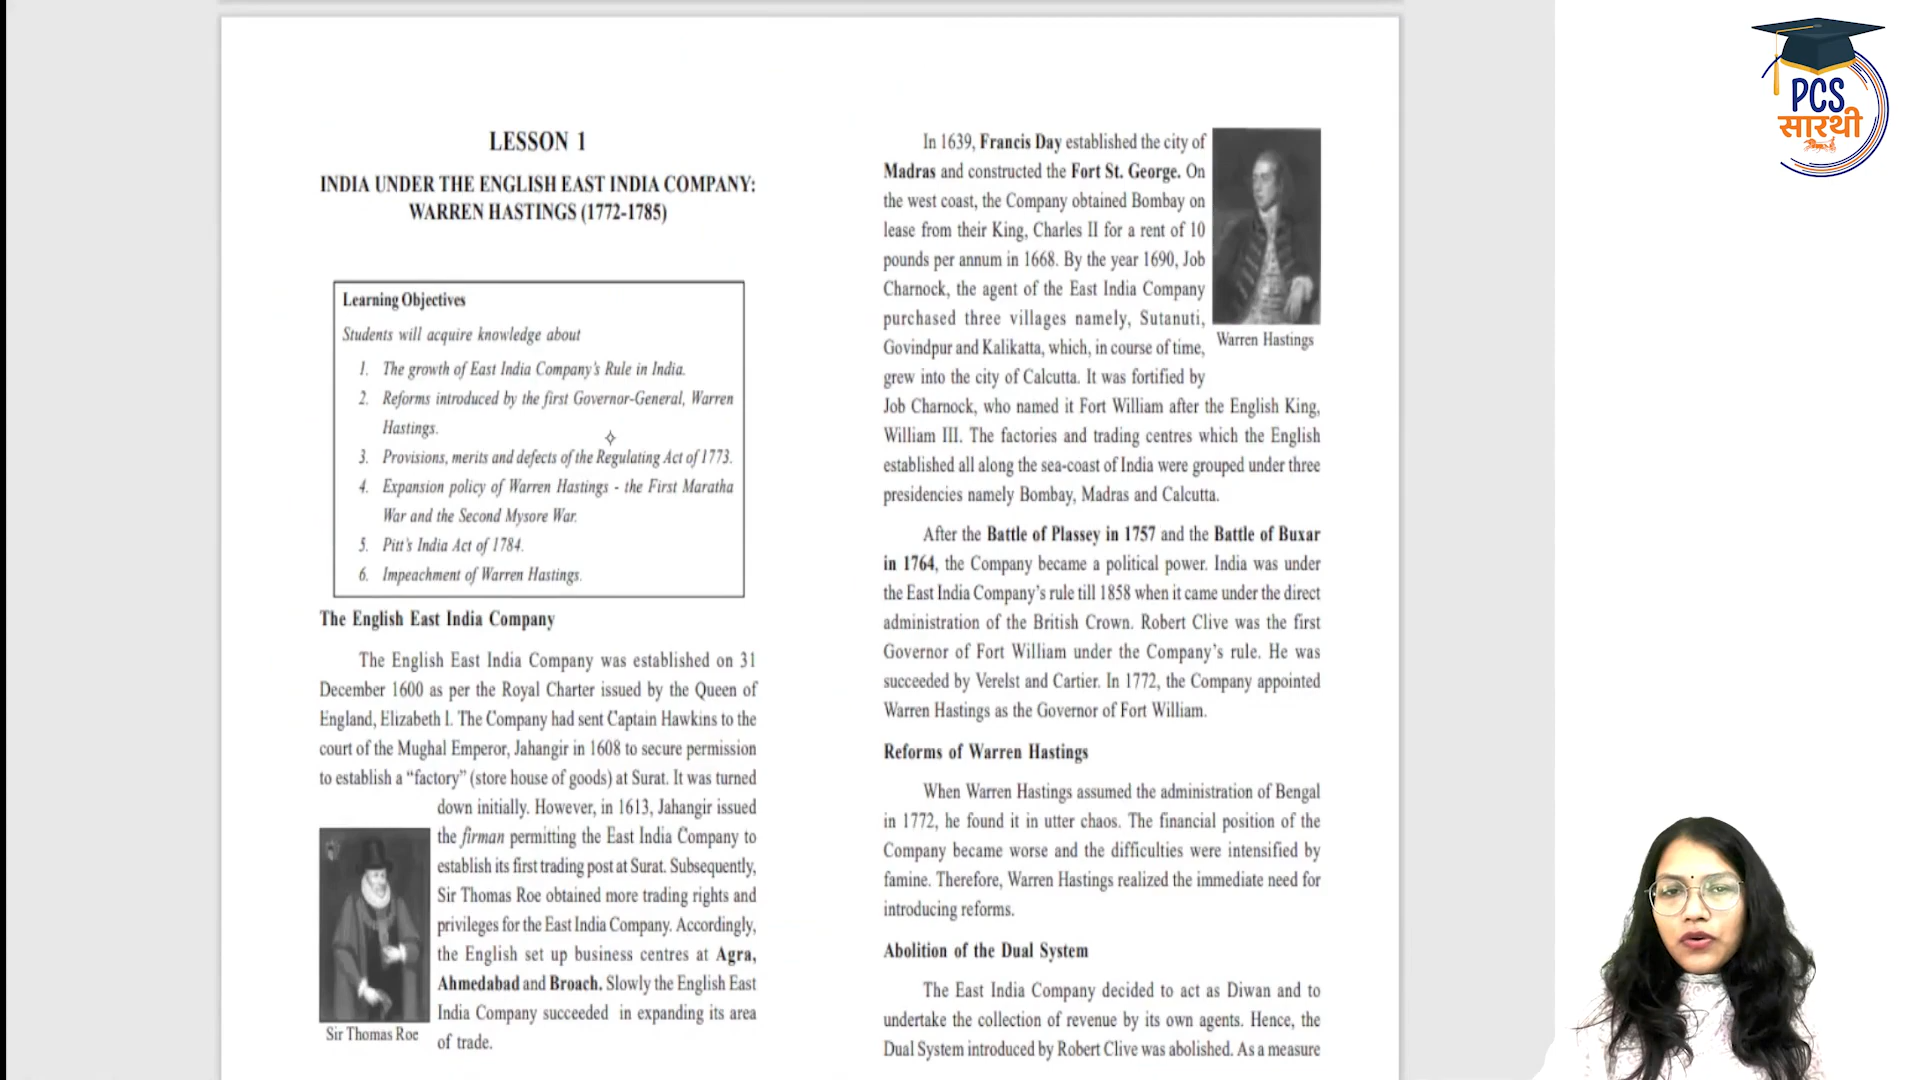 LESSON 1
INDIA UNDER THE ENGLISH EAST INDIA COMPANY:
WARREN HASTINGS (1772-1785)
Learning Objectives
Students will acquire knowledge about
1. The growth of East India Company's Rule in India.
2. Reforms introduced by the first Governor-General, Warren
Hastings.
3. Provisions, merits and defects of the Regulating Act of 1773.
4. Expansion policy of Warren Hastings - the First Maratha
War and the Second Mysore War.
5. Pitt's India Act of 1784.
6. Impeachment of Warren Hastings.
The English East India Company
The English East India Company was established on 31
December 1600 as per the Royal Charter issued by the Queen of
England, Elizabeth I. The Company had sent Captain Hawkins to the
court of the Mughal Emperor, Jahangir in 1608 to secure permission
to establish a “factory” (store house of goods) at Surat. It was turned
down initially. However, in 1613, Jahangir issued
the firman permitting the East India Company to
establish its first trading post at Surat. Subsequently,
Sir Thomas Roe obtained more trading rights and
privileges for the East India Company. Accordingly,
the English set up business centres at Agra,
Ahmedabad and Broach. Slowly the English East
India Company succeeded in expanding its area
of trade.
Sir Thomas Roe
In 1639, Francis Day established the city of
Madras and constructed the Fort St. George. On
the west coast, the Company obtained Bombay on
lease from their King, Charles II for a rent of 10
pounds per annum in 1668. By the year 1690, Job
Charnock, the agent of the East India Company
purchased three villages namely, Sutanuti,
Govindpur and Kalikatta, which, in course of time,
grew into the city of Calcutta. It was fortified by
Job Charnock, who named it Fort William after the English King,
William III. The factories and trading centres which the English
established all along the sea-coast of India were grouped under three
presidencies namely Bombay, Madras and Calcutta.
Warren Hastings
After the Battle of Plassey in 1757 and the Battle of Buxar
in 1764, the Company became a political power. India was under
the East India Company's rule till 1858 when it came under the direct
administration of the British Crown. Robert Clive was the first
Governor of Fort William under the Company's rule. He was
succeeded by Verelst and Cartier. In 1772, the Company appointed
Warren Hastings as the Governor of Fort William.
Reforms of Warren Hastings
When Warren Hastings assumed the administration of Bengal
in 1772, he found it in utter chaos. The financial position of the
Company became worse and the difficulties were intensified by
famine. Therefore, Warren Hastings realized the immediate need for
introducing reforms.
Abolition of the Dual System
The East India Company decided to act as Diwan and to
undertake the collection of revenue by its own agents. Hence, the
Dual System introduced by Robert Clive was abolished. As a measure
PCS
सारथी